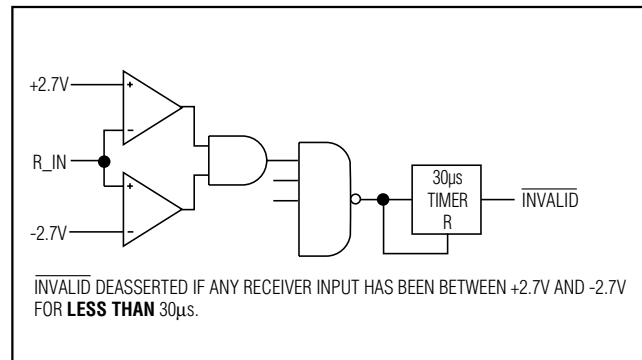 +2.7V
+
−
R_IN
+
−
-2.7V
30µs
TIMER
R
INVALID
INVALID DEASSERTED IF ANY RECEIVER INPUT HAS BEEN BETWEEN +2.7V AND -2.7V
FOR LESS THAN 30µs.